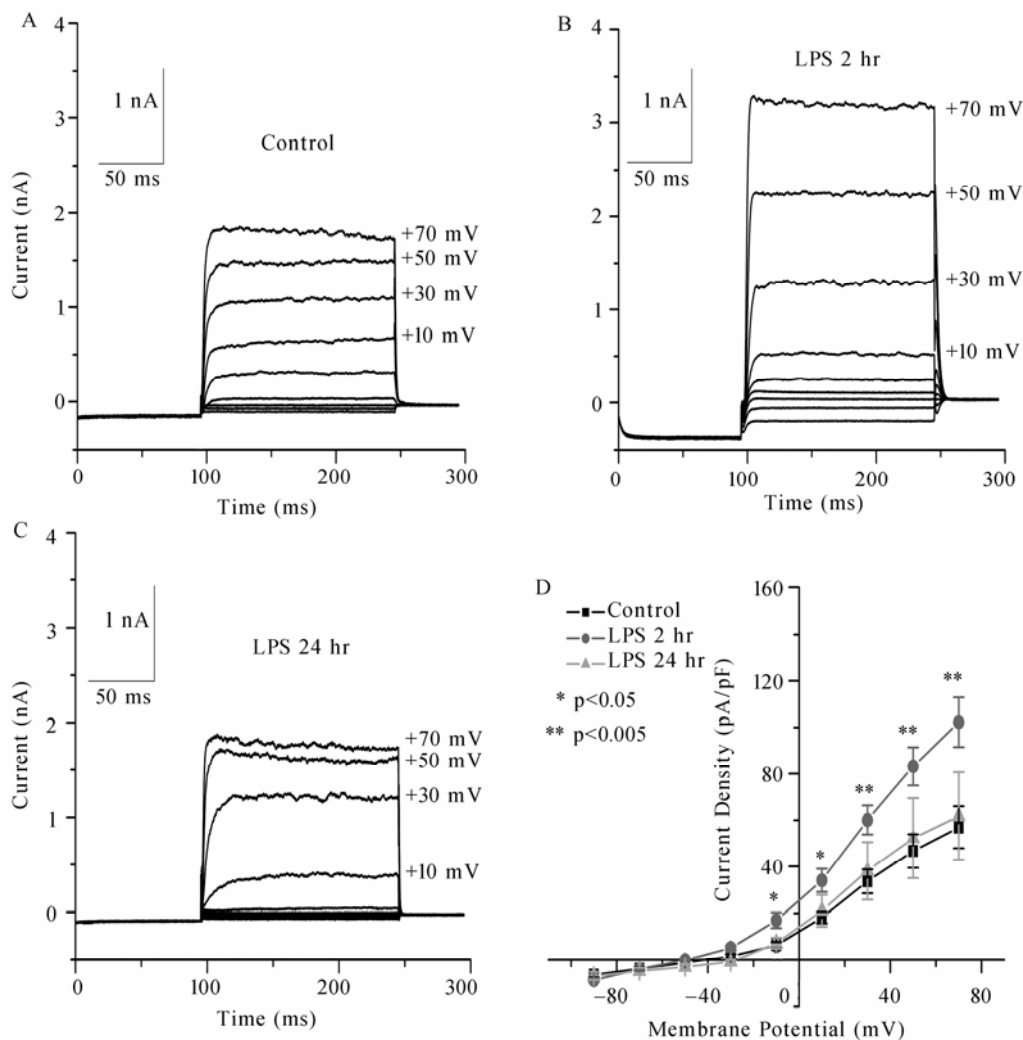 A
4
3
2
1
0
Current (nA)
1 nA
50 ms
Control
+70 mV
+50 mV
+30 mV
+10 mV
0
100
200
300
Time (ms)
B
4
3
2
1
0
1 nA
50 ms
LPS 2 hr
+70 mV
+50 mV
+30 mV
+10 mV
0
100
200
300
Time (ms)
C
4
3
2
1
0
Current (nA)
1 nA
50 ms
LPS 24 hr
+70 mV
+50 mV
+30 mV
+10 mV
0
100
200
300
Time (ms)
D
Control
LPS 2 hr
LPS 24 hr
* p<0.05
** p<0.005
Current Density (pA/pF)
160
120
80
40
0
*
*
**
**
**
−80
−40
0
40
80
Membrane Potential (mV)